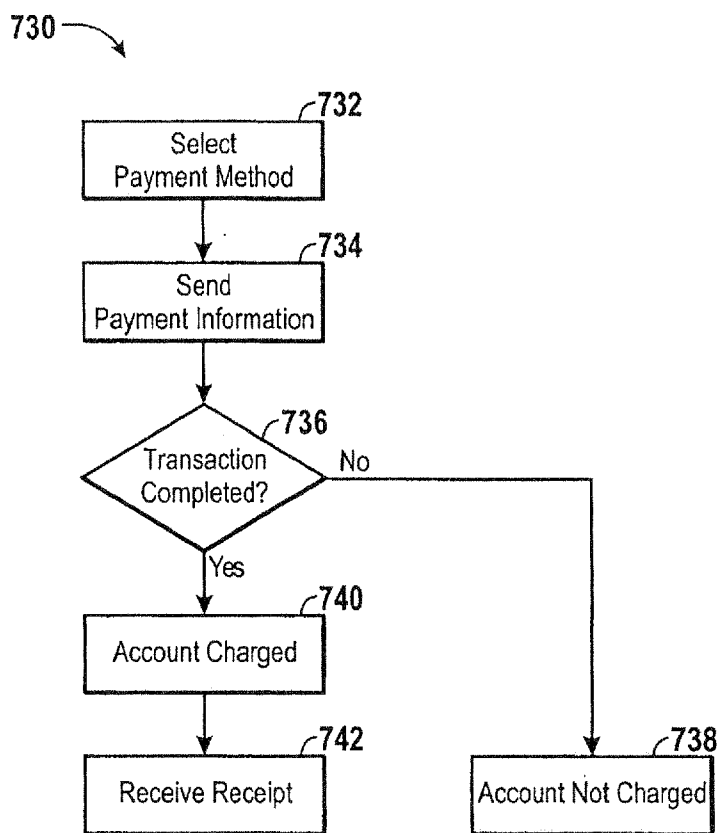 730
732
Select
Payment Method
734
Send
Payment Information
736
Transaction
Completed?
No
Yes
740
Account Charged
742
Receive Receipt
738
Account Not Charged